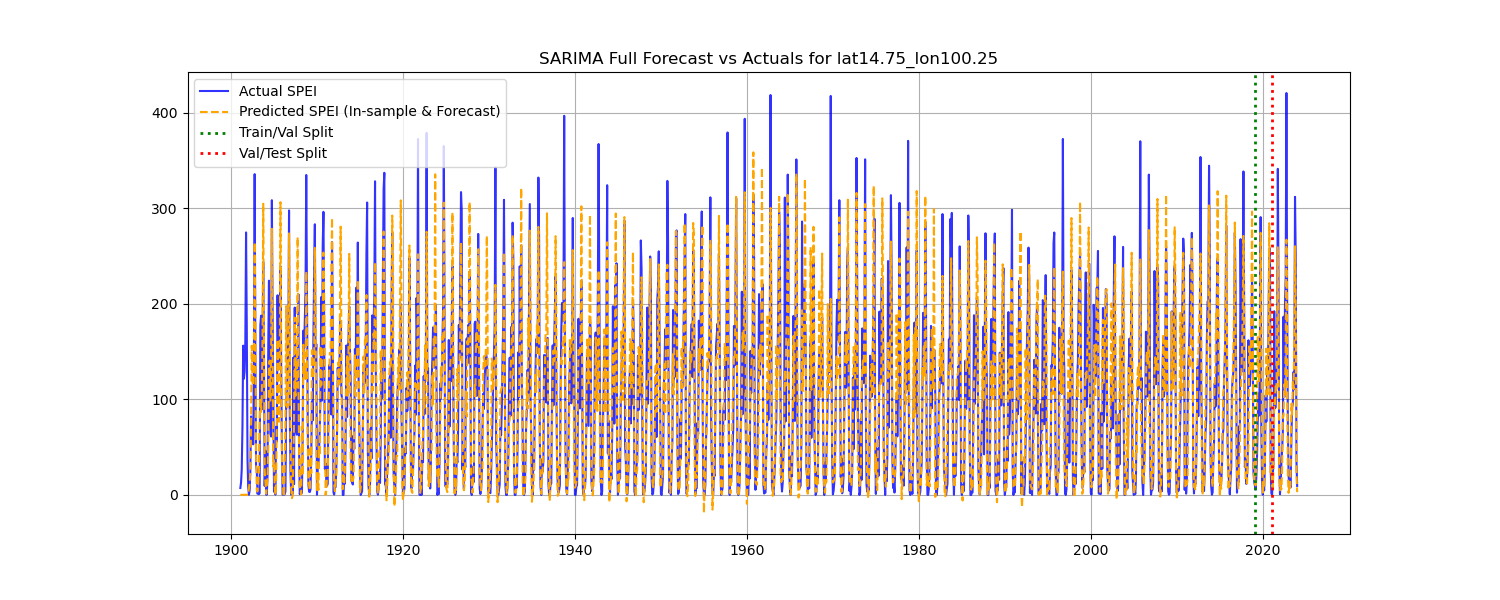 SARIMA Full Forecast vs Actuals for lat14.75_lon100.25
Actual SPEI
Predicted SPEI (In-sample & Forecast)
Train/Val Split
Val/Test Split
400
300
200
100
0
1900 1920 1940 1960 1980 2000 2020